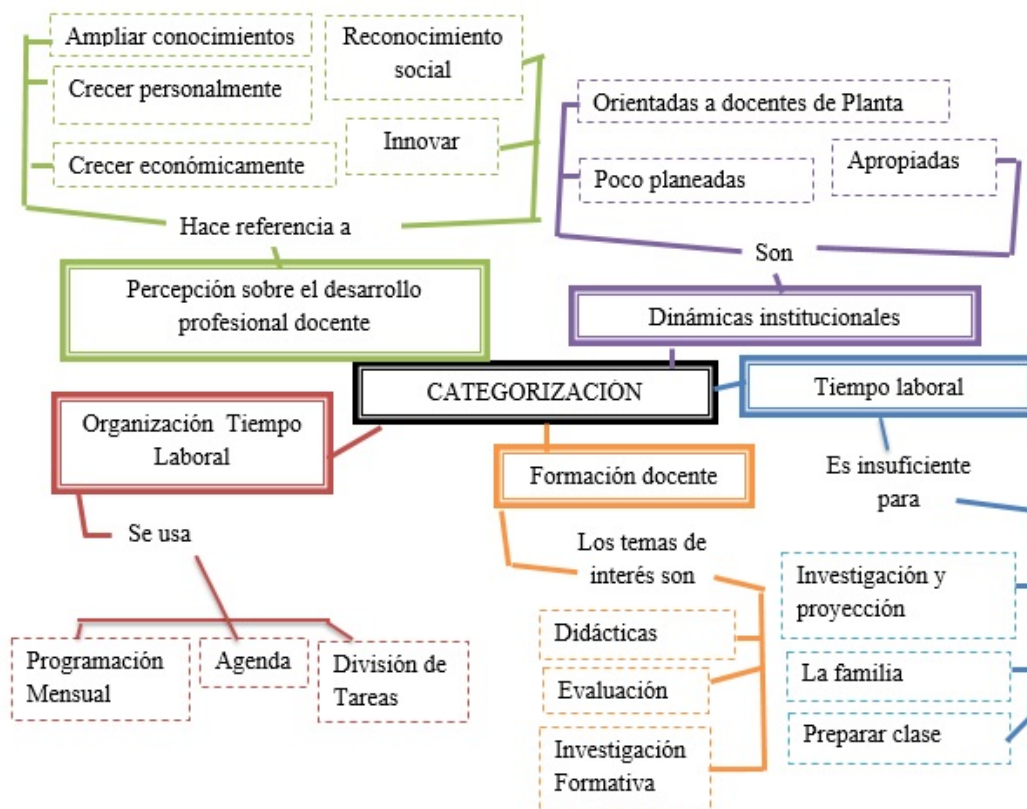 Ampliar conocimientos
Crecer personalmente
Crecer económicamente
Reconocimiento
social
Innovar
Hace referencia a
Percepción sobre el desarrollo
profesional docente
Orientadas a docentes de Planta
Poco planeadas
Apropiadas
Son
Dinámicas institucionales
CATEGORIZACIÓN
Tiempo laboral
Es insuficiente
para
Investigación y
proyección
La familia
Preparar clase
Organización Tiempo
Laboral
Se usa
Programación
Mensual
Agenda
División de
Tareas
Formación docente
Los temas de
interés son
Didácticas
Evaluación
Investigación
Formativa